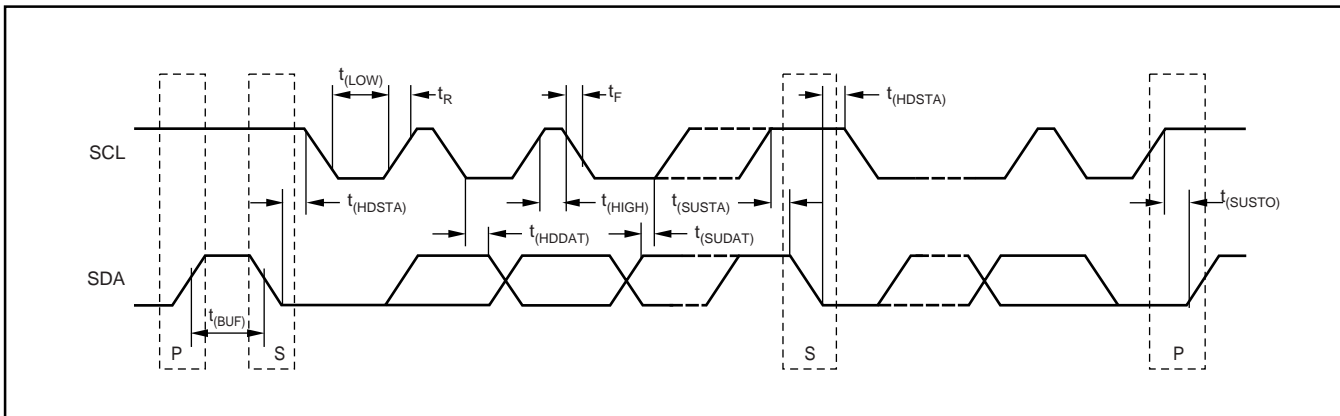 t(LOW)
tR
tF
t(HDSTA)
SCL
t(HDSTA)
t(HIGH)
t(SUSTA)
t(SUSTO)
t(HDDAT)
t(SUDAT)
SDA
t(BUF)
P
S
S
P